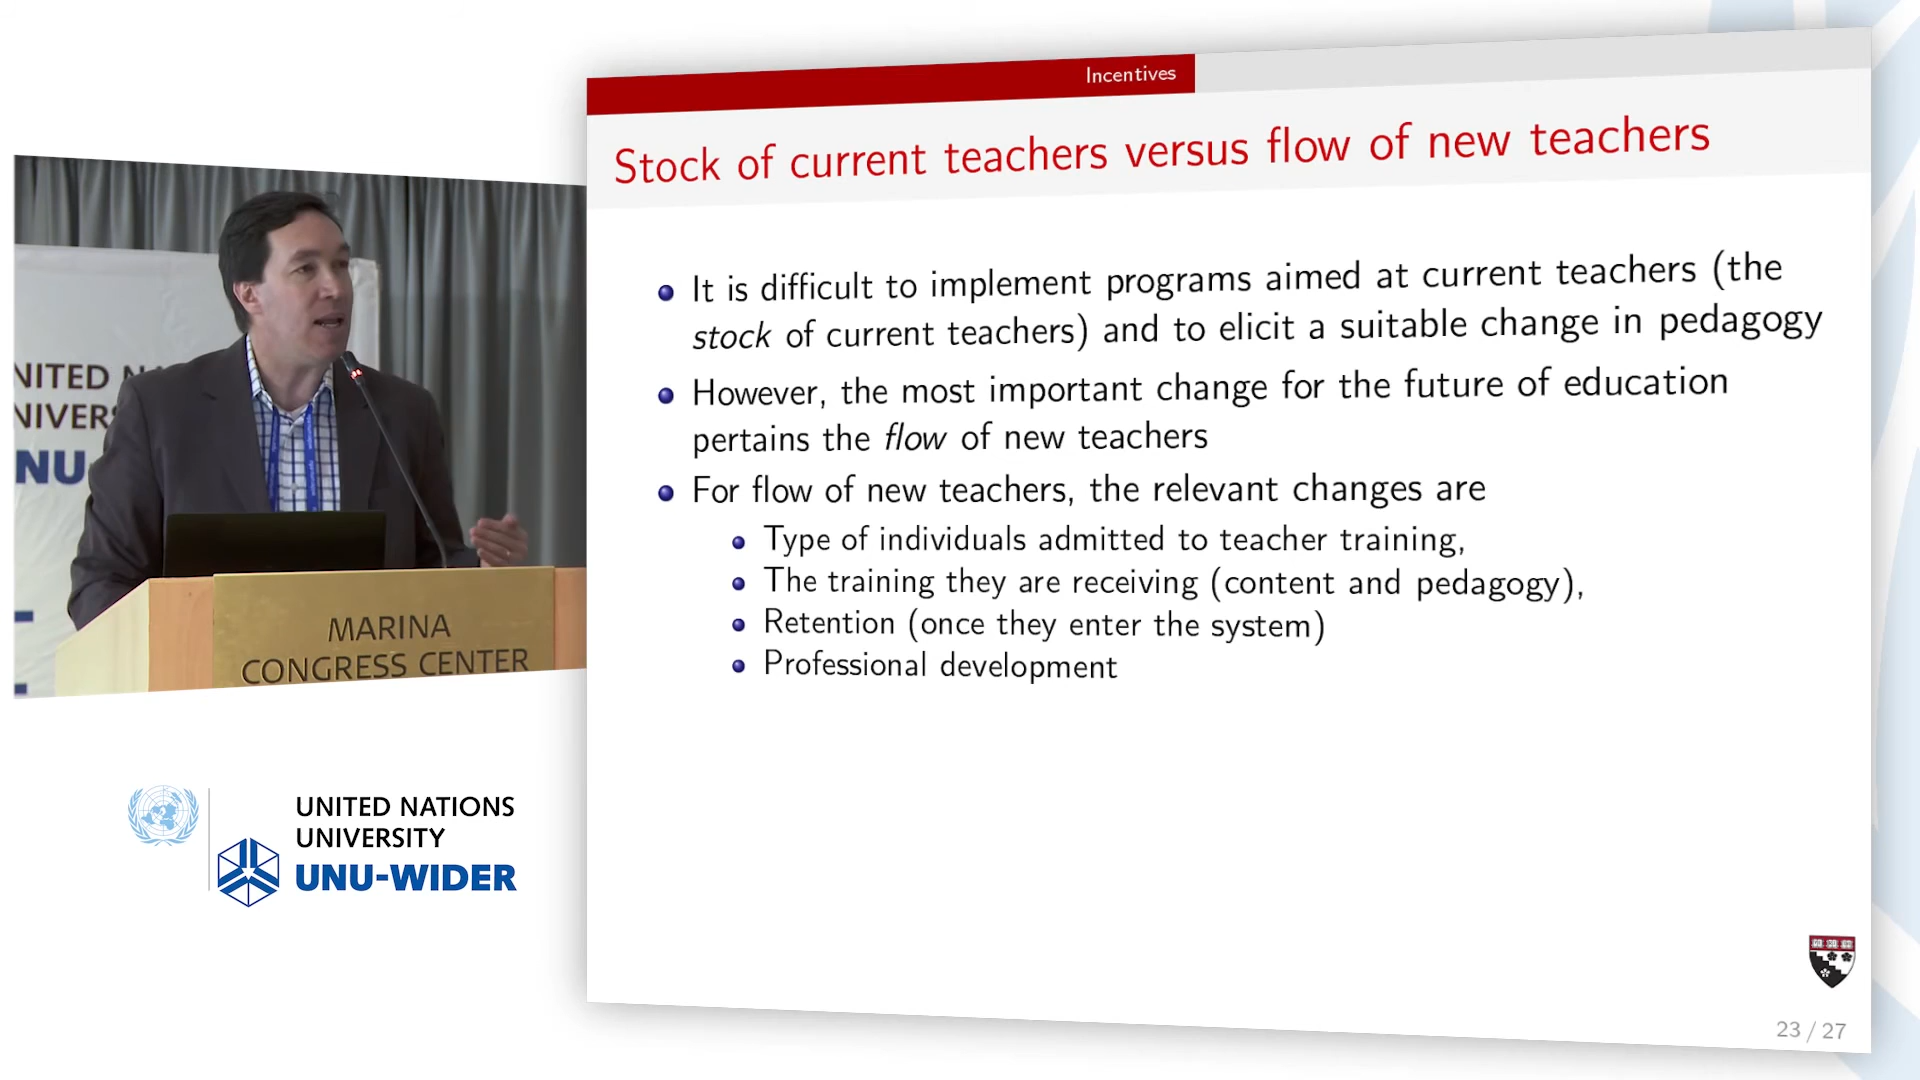 Incentives
Stock of current teachers versus flow of new teachers
It is difficult to implement programs aimed at current teachers (the
stock of current teachers) and to elicit a suitable change in pedagogy
However, the most important change for the future of education
pertains the flow of new teachers
For flow of new teachers, the relevant changes are
Type of individuals admitted to teacher training,
The training they are receiving (content and pedagogy),
Retention (once they enter the system)
Professional development
23 / 27
MARINA
CONGRESS CENTER
UNITED NATIONS
UNIVERSITY
UNU-WIDER